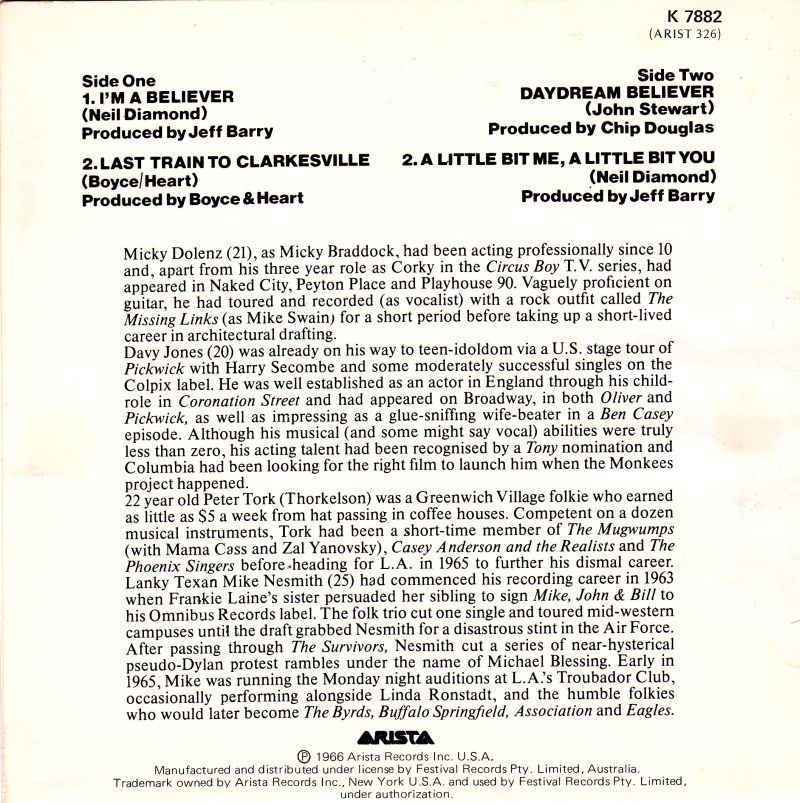 K 7882
(ARIST 326)
Side One
1. I'M A BELIEVER
(Neil Diamond)
Produced by Jeff Barry
2. LAST TRAIN TO CLARKESVILLE
(Boyce/Heart)
Produced by Boyce & Heart
Side Two
DAYDREAM BELIEVER
(John Stewart)
Produced by Chip Douglas
2. A LITTLE BIT ME, A LITTLE BIT YOU
(Neil Diamond)
Produced by Jeff Barry
Micky Dolenz (21), as Micky Braddock, had been acting professionally since 10
and, apart from his three year role as Corky in the Circus Boy T.V. series, had
appeared in Naked City, Peyton Place and Playhouse 90. Vaguely proficient on
guitar, he had toured and recorded (as vocalist) with a rock outfit called The
Missing Links (as Mike Swain) for a short period before taking up a short-lived
career in architectural drafting.
Davy Jones (20) was already on his way to teen-idoldom via a U.S. stage tour of
Pickwick with Harry Secombe and some moderately successful singles on the
Colpix label. He was well established as an actor in England through his child-
role in Coronation Street and had appeared on Broadway, in both Oliver and
Pickwick, as well as impressing as a glue-sniffing wife-beater in a Ben Casey
episode. Although his musical (and some might say vocal) abilities were truly
less than zero, his acting talent had been recognised by a Tony nomination and
Columbia had been looking for the right film to launch him when the Monkees
project happened.
22 year old Peter Tork (Thorkelson) was a Greenwich Village folkie who earned
as little as $5 a week from hat passing in coffee houses. Competent on a dozen
musical instruments, Tork had been a short-time member of The Mugwumps
(with Mama Cass and Zal Yanovsky), Casey Anderson and the Realists and The
Phoenix Singers before heading for L.A. in 1965 to further his dismal career.
Lanky Texan Mike Nesmith (25) had commenced his recording career in 1963
when Frankie Laine's sister persuaded her sibling to sign Mike, John & Bill to
his Omnibus Records label. The folk trio cut one single and toured mid-western
campuses until the draft grabbed Nesmith for a disastrous stint in the Air Force.
After passing through The Survivors, Nesmith cut a series of near-hysterical
pseudo-Dylan protest rambles under the name of Michael Blessing. Early in
1965, Mike was running the Monday night auditions at L.A.'s Troubador Club,
occasionally performing alongside Linda Ronstadt, and the humble folkies
who would later become The Byrds, Buffalo Springfield, Association and Eagles.
ARISTA
Ⓟ 1966 Arista Records Inc. U.S.A.
Manufactured and distributed under license by Festival Records Pty. Limited, Australia.
Trademark owned by Arista Records Inc., New York U.S.A. and used by Festival Records Pty. Limited,
under authorization.